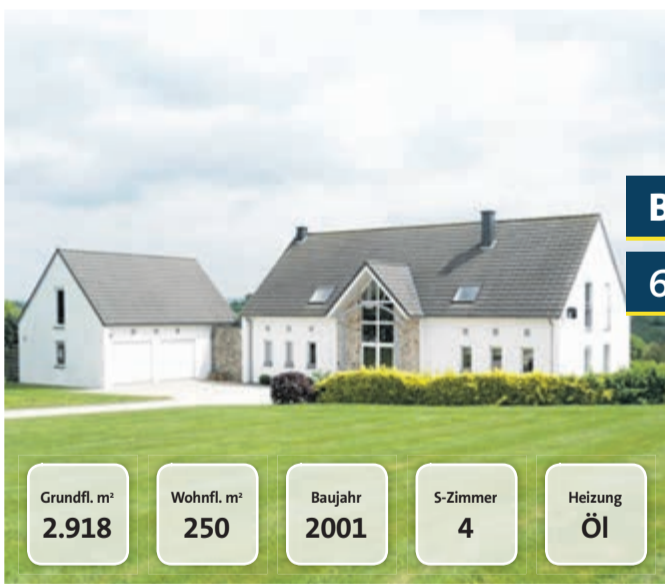 B
6
Grundfl. m²
2.918
Wohnfl. m²
250
Baujahr
2001
S-Zimmer
4
Heizung
Öl